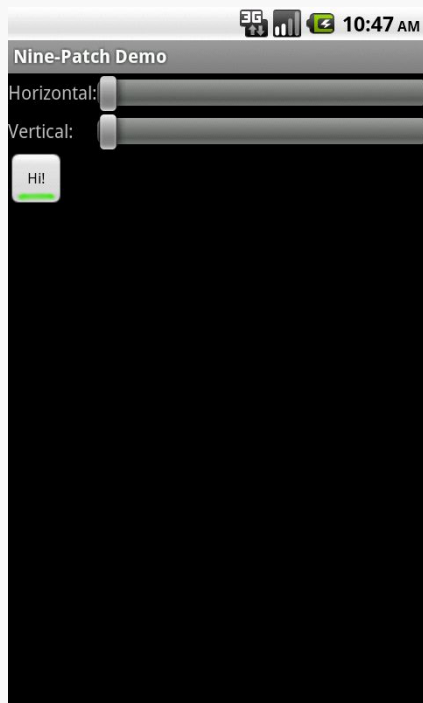 3G 10:47 AM
Nine-Patch Demo
Horizontal:
Vertical:
Hi!